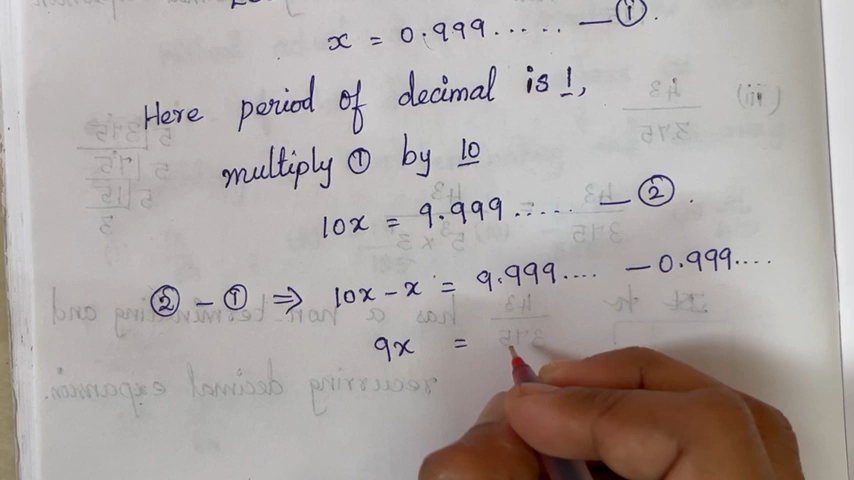 x = 0.999...... — ①.
Here period of decimal is 1,
multiply ① by 10
10x = 9.999...... — ②.
② - ① ⇒ 10x - x = 9.999.... - 0.999....
9x =